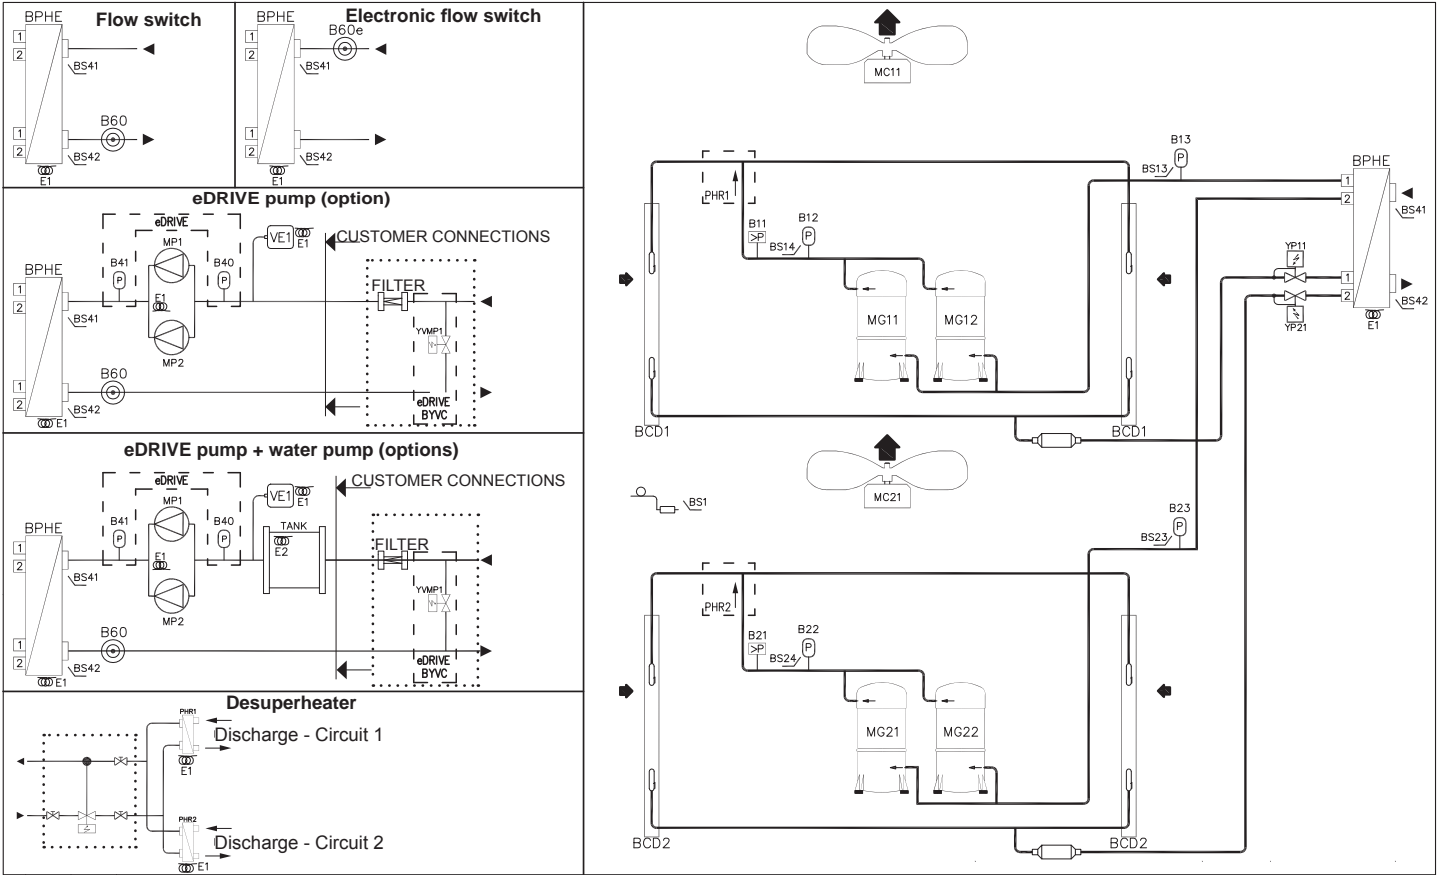 BPHE
Flow switch
1
2
BS41
B60
1
2
BS42
E1
BPHE
Electronic flow switch
B60e
1
2
BS41
1
2
BS42
E1
eDRIVE pump (option)
eDRIVE
MP1
VE1
E1
CUSTOMER CONNECTIONS
B41
P
B40
P
BPHE
FILTER
1
2
E1
BS41
YVMP1
MP2
B60
1
2
BS42
eDRIVE
BYVC
E1
eDRIVE pump + water pump (options)
eDRIVE
CUSTOMER CONNECTIONS
MP1
VE1
E1
B41
P
B40
P
TANK
BPHE
E2
FILTER
1
2
E1
BS41
YVMP1
MP2
B60
1
2
BS42
eDRIVE
BYVC
E1
Desuperheater
PHR1
Discharge - Circuit 1
E1
PHR2
Discharge - Circuit 2
E1
MC11
B13
P
BS13
BPHE
PHR1
1
2
BS41
B11
>P
B12
P
BS14
YP11
1
2
BS42
MG11
MG12
YP21
E1
BCD1
BCD1
MC21
BS1
B23
P
BS23
PHR2
B21
>P
B22
P
BS24
MG21
MG22
BCD2
BCD2